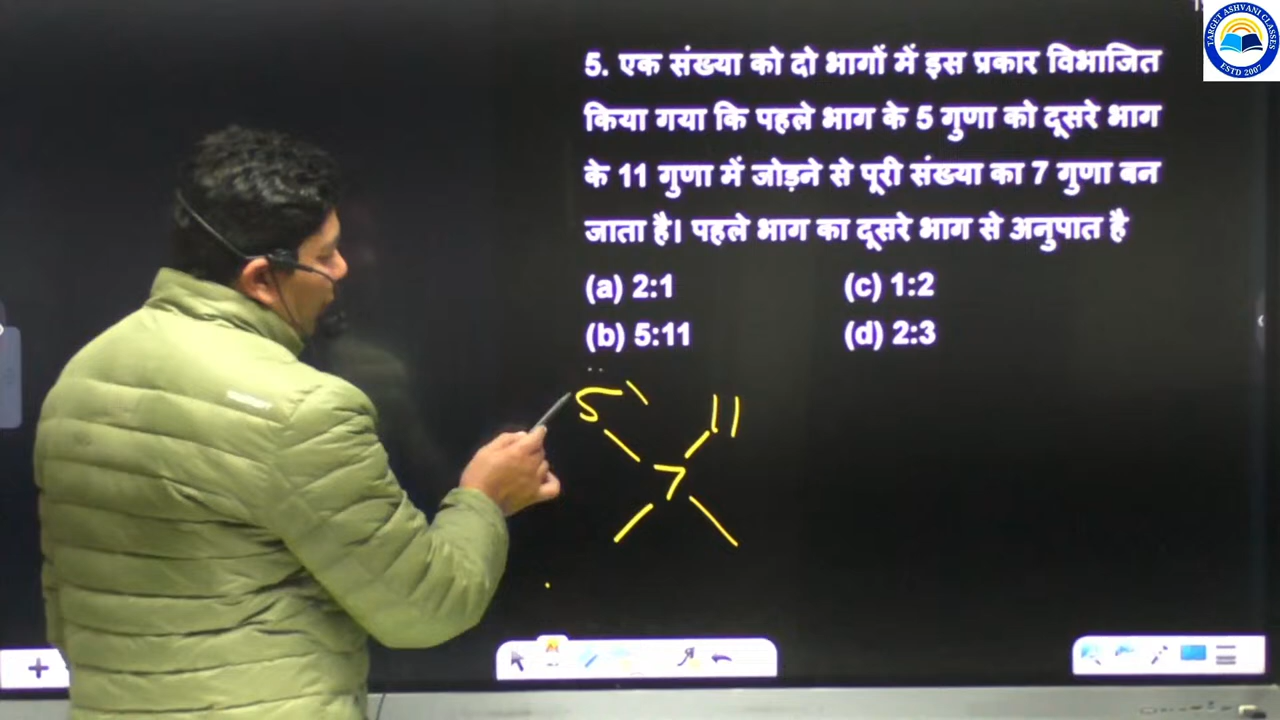 TARGET ASHVANI CLASSES
ESTD 2007
5. एक संख्या को दो भागों में इस प्रकार विभाजित
किया गया कि पहले भाग के 5 गुणा को दूसरे भाग
के 11 गुणा में जोड़ने से पूरी संख्या का 7 गुणा बन
जाता है। पहले भाग का दूसरे भाग से अनुपात है
(a) 2:1 (c) 1:2
(b) 5:11 (d) 2:3
5 11
7